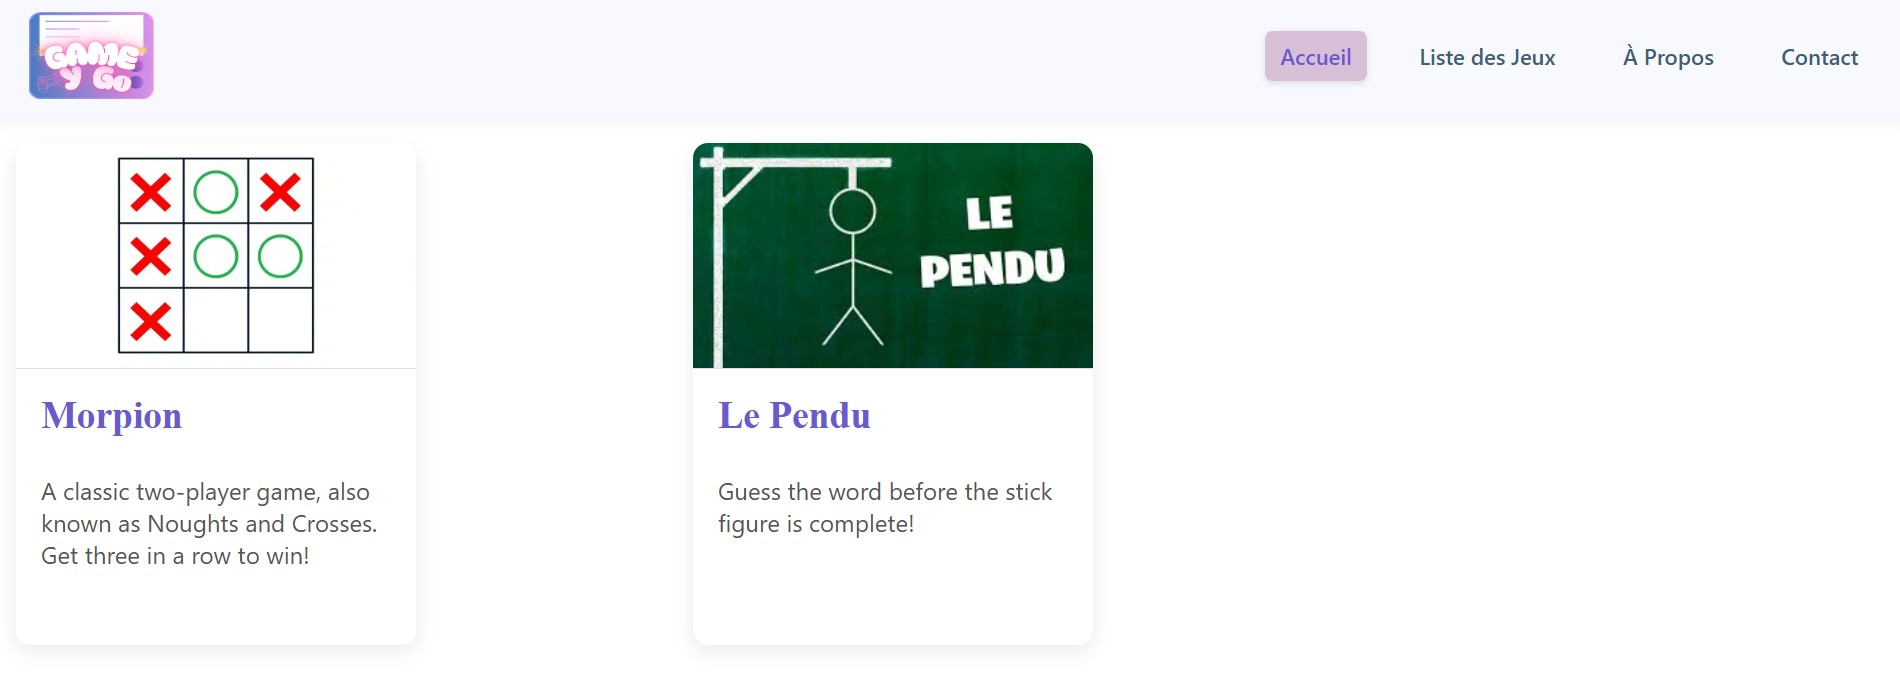 GAME
Y GO
Accueil
Liste des Jeux
À Propos
Contact
LE
PENDU
Morpion
Le Pendu
A classic two-player game, also
known as Noughts and Crosses.
Get three in a row to win!
Guess the word before the stick
figure is complete!